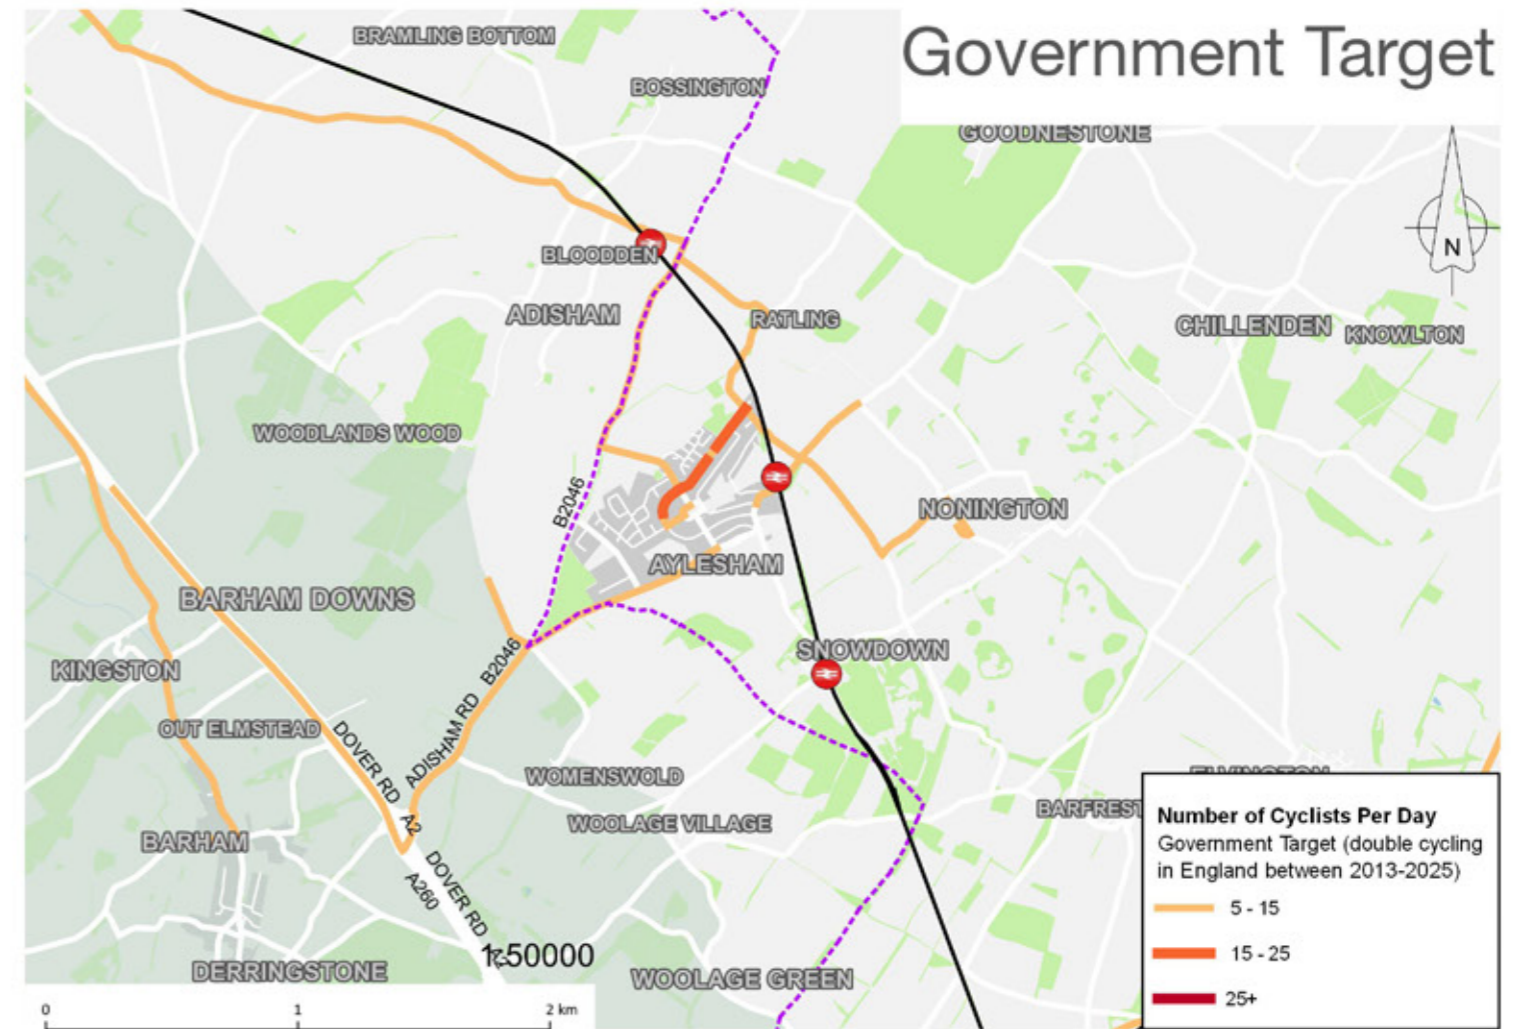 Government Target
BRAMLING BOTTOM
BOSSINGTON
GOODNESTONE
N
BLOODDEN
ADISHAM
RATLING
CHILLENDEN
KNOWLTON
WOODLANDS WOOD
B2046
NONINGTON
AYLESHAM
BARHAM DOWNS
KINGSTON
B2046
SNOWDOWN
OUT ELMSTEAD
DOVER RD
ADISHAM RD
WOMENSWOLD
ELVINGTON
A2
WOOLAGE VILLAGE
BARFREST
BARHAM
DOVER RD
A260
1:50000
DERRINGSTONE
WOOLAGE GREEN
Number of Cyclists Per Day
Government Target (double cycling
in England between 2013-2025)
5 - 15
15 - 25
25+
0 1 2 km